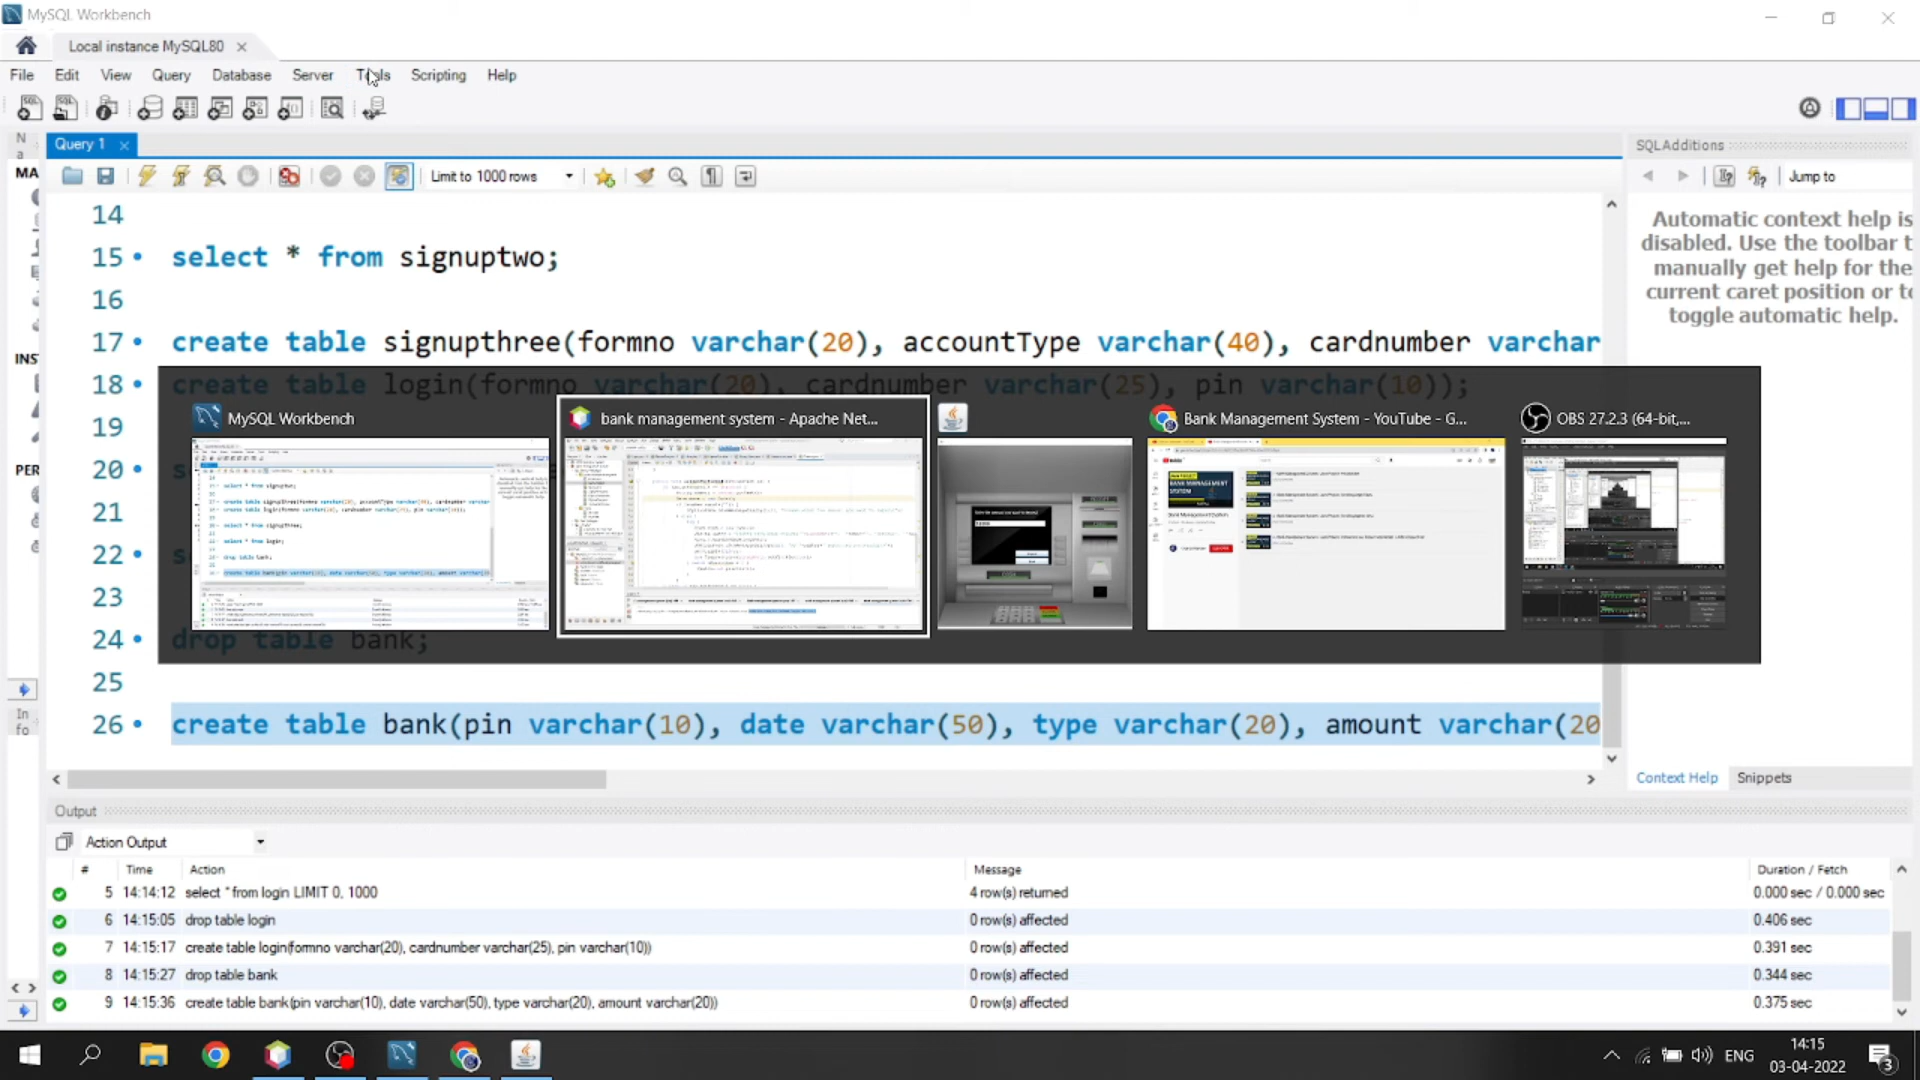 MySQL Workbench
Local instance MySQL80
File Edit View Query Database Server Tools Scripting Help
Query 1
SQLAdditions
Limit to 1000 rows
Jump to
14
15 select * from signuptwo;
16
17 create table signupthree(formno varchar(20), accountType varchar(40), cardnumber varchar
18 create table login(formno varchar(20), cardnumber varchar(25), pin varchar(10));
19
20
21
22
23
24 drop table bank;
25
26 create table bank(pin varchar(10), date varchar(50), type varchar(20), amount varchar(20
Automatic context help is
disabled. Use the toolbar t
manually get help for the
current caret position or to
toggle automatic help.
MySQL Workbench
bank management system - Apache Net...
Bank Management System - YouTube - G...
OBS 27.2.3 (64-bit,...
N
a
MA
INS
PER
In
fo
Context Help Snippets
Output
Action Output
# Time Action Message Duration / Fetch
5 14:14:12 select * from login LIMIT 0, 1000 4 row(s) returned 0.000 sec / 0.000 sec
6 14:15:05 drop table login 0 row(s) affected 0.406 sec
7 14:15:17 create table login(formno varchar(20), cardnumber varchar(25), pin varchar(10)) 0 row(s) affected 0.391 sec
8 14:15:27 drop table bank 0 row(s) affected 0.344 sec
9 14:15:36 create table bank(pin varchar(10), date varchar(50), type varchar(20), amount varchar(20)) 0 row(s) affected 0.375 sec
ENG
14:15
03-04-2022
3